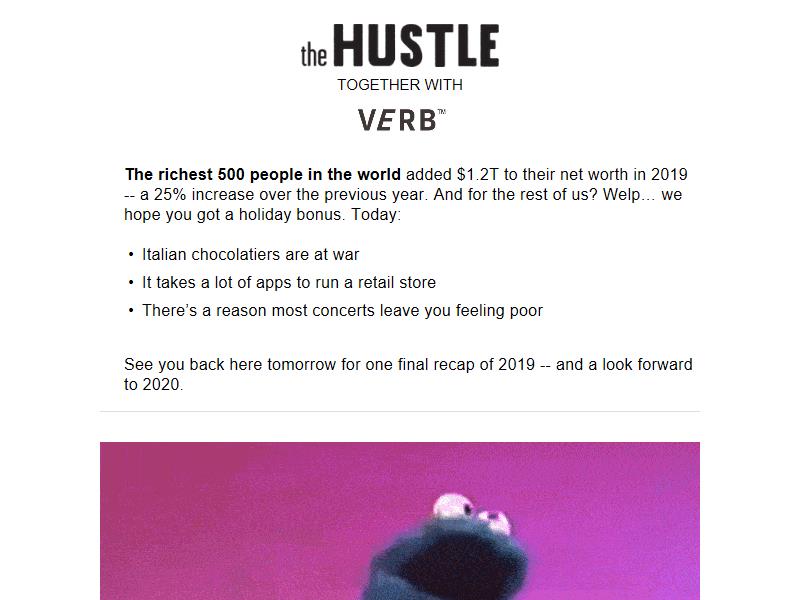 the HUSTLE
TOGETHER WITH
VERB™
The richest 500 people in the world added $1.2T to their net worth in 2019
-- a 25% increase over the previous year. And for the rest of us? Welp… we
hope you got a holiday bonus. Today:
• Italian chocolatiers are at war
• It takes a lot of apps to run a retail store
• There’s a reason most concerts leave you feeling poor
See you back here tomorrow for one final recap of 2019 -- and a look forward
to 2020.